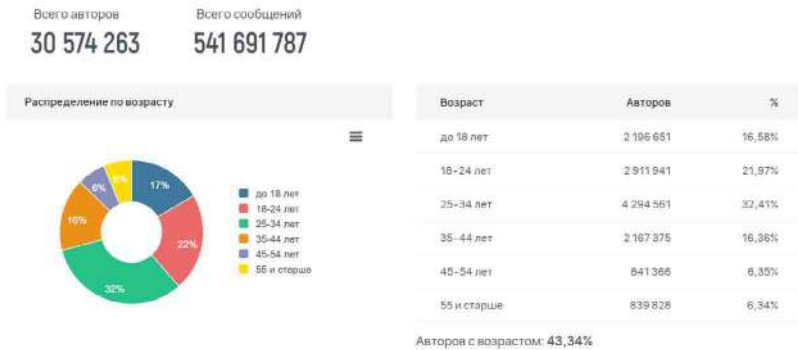 Всего авторов Всего сообщений
30 574 263 541 691 787
Распределение по возрасту
17%
22%
32%
16%
6%
6%
до 18 лет
18-24 лет
25-34 лет
35-44 лет
45-54 лет
55 и старше
Возраст Авторов %
до 18 лет 2 196 651 16,58%
18-24 лет 2 911 941 21,97%
25-34 лет 4 294 561 32,41%
35-44 лет 2 167 375 16,36%
45-54 лет 841 366 6,35%
55 и старше 839 828 6,34%
Авторов с возрастом: 43,34%